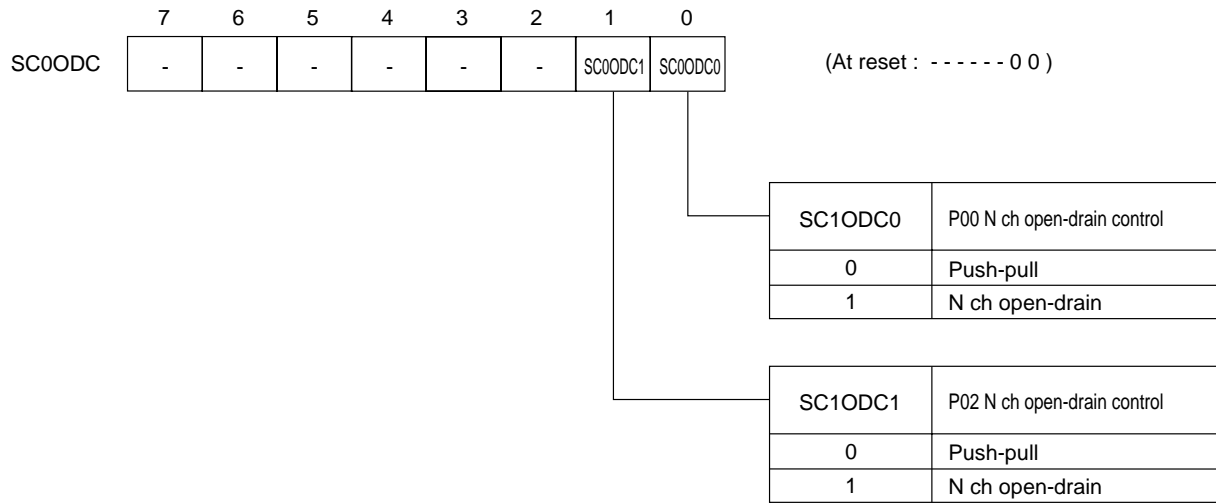 7 6 5 4 3 2 1 0
SC0ODC - - - - - - SC0ODC1 SC0ODC0 (At reset : - - - - - - 0 0 )
SC1ODC0 P00 N ch open-drain control
0 Push-pull
1 N ch open-drain
SC1ODC1 P02 N ch open-drain control
0 Push-pull
1 N ch open-drain